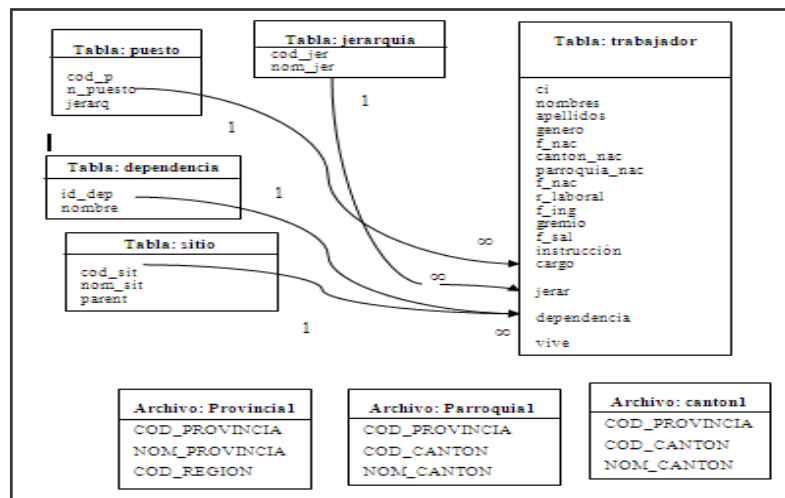 Tabla: puesto
cod_p
n_puesto
jerarq
Tabla: jerarquia
cod_jer
nom_jer
Tabla: trabajador
ci
nombres
apellidos
genero
f_nac
canton_nac
parroquia_nac
f_nac
r_laboral
f_ing
gremio
f_sal
instrucción
cargo
jerar
dependencia
vive
1
1
Tabla: dependencia
id_dep
nombre
1
Tabla: sitio
cod_sit
nom_sit
parent
1
∞
∞
∞
Archivo: Provincia1
COD_PROVINCIA
NOM_PROVINCIA
COD_REGION
Archivo: Parroquia1
COD_PROVINCIA
COD_CANTON
NOM_CANTON
Archivo: canton1
COD_PROVINCIA
COD_CANTON
NOM_CANTON